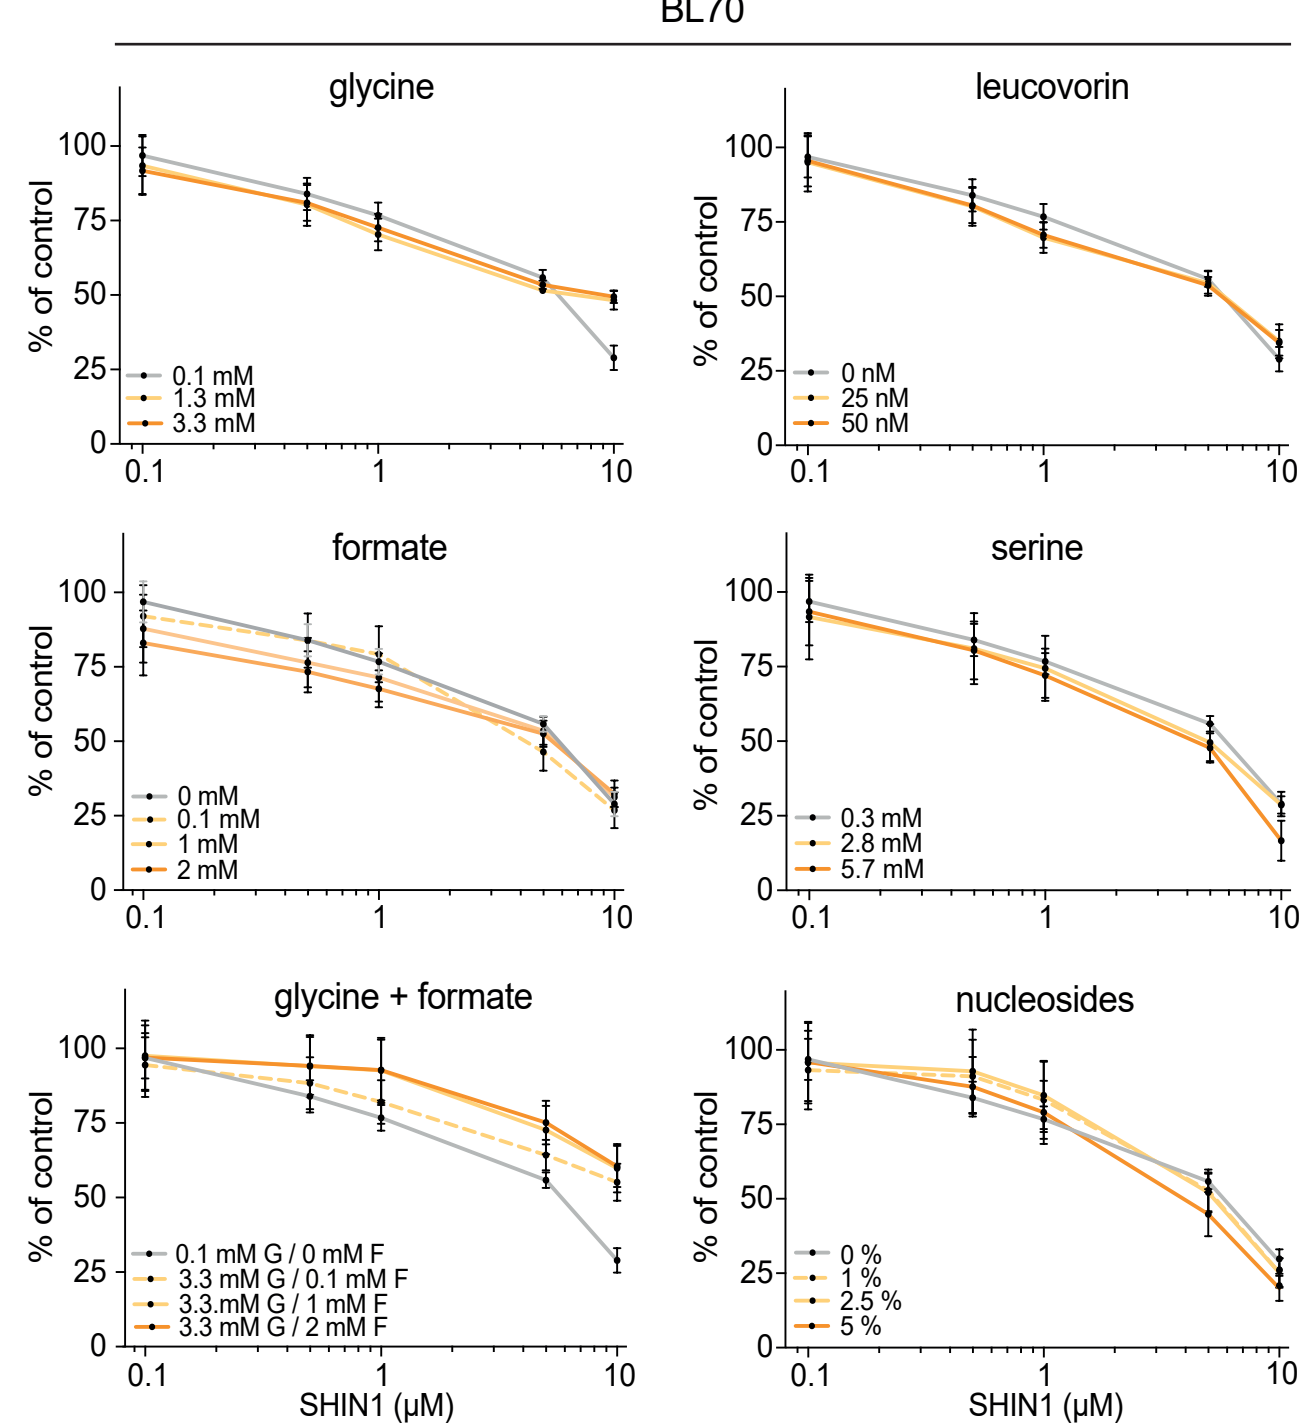 BL70
glycine
% of control
100
75
50
25
0
0.1 mM
1.3 mM
3.3 mM
0.1
1
10
leucovorin
% of control
100
75
50
25
0
0 nM
25 nM
50 nM
0.1
1
10
formate
% of control
100
75
50
25
0
0 mM
0.1 mM
1 mM
2 mM
0.1
1
10
serine
% of control
100
75
50
25
0
0.3 mM
2.8 mM
5.7 mM
0.1
1
10
glycine + formate
% of control
100
75
50
25
0
0.1 mM G / 0 mM F
3.3 mM G / 0.1 mM F
3.3.mM G / 1 mM F
3.3 mM G / 2 mM F
0.1
1
10
SHIN1 (µM)
nucleosides
% of control
100
75
50
25
0
0 %
1 %
2.5 %
5 %
0.1
1
10
SHIN1 (µM)